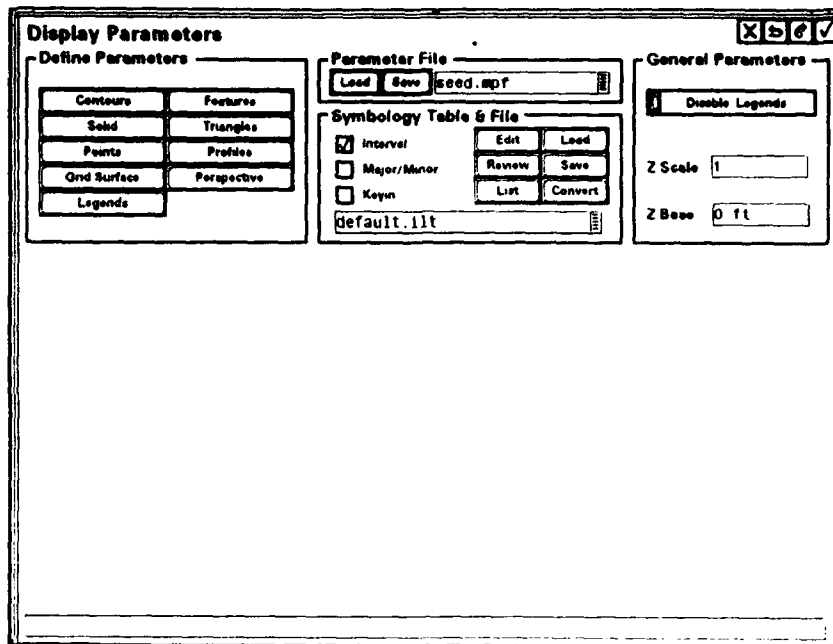 Display Parameters
Define Parameters
Contours
Features
Solid
Triangles
Points
Profiles
Grid Surface
Perspective
Legends
Parameter File
Load
Save
seed.mpf
Symbology Table & File
Interval
Major/Minor
Keyin
Edit
Load
Review
Save
List
Convert
default.ilt
General Parameters
Disable Legends
Z Scale 1
Z Base 0 ft